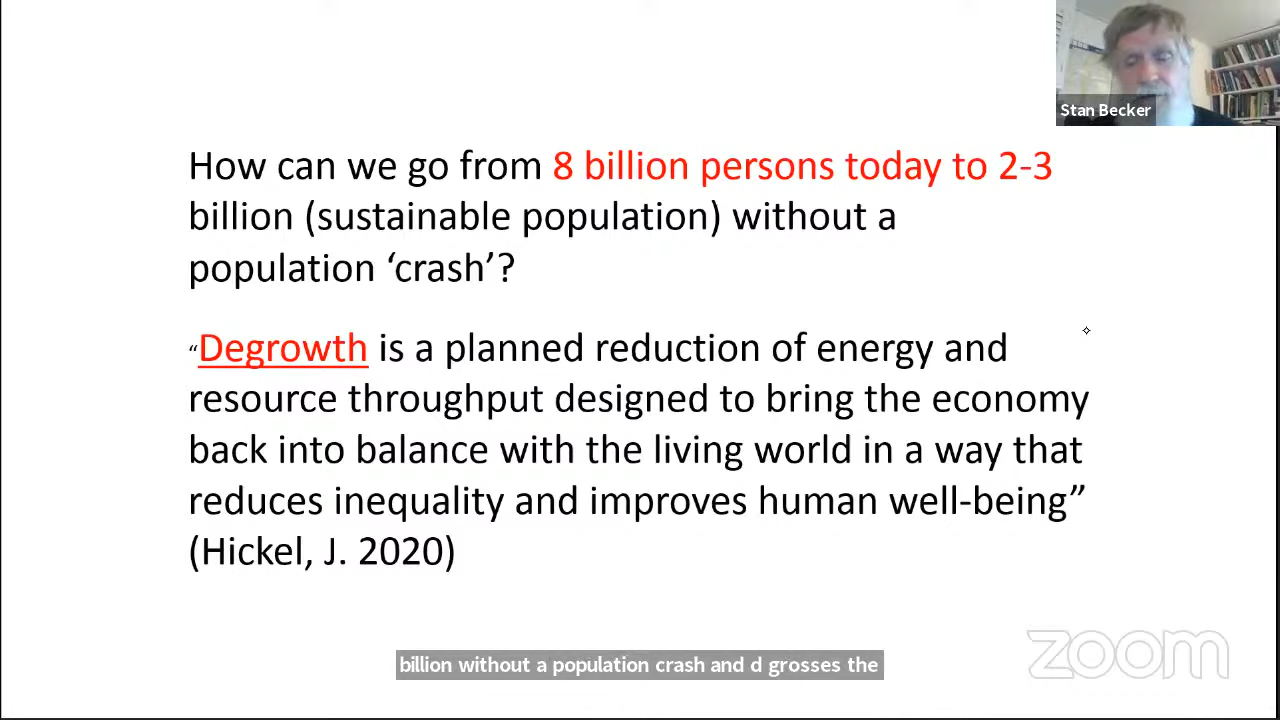 Stan Becker
How can we go from 8 billion persons today to 2-3
billion (sustainable population) without a
population ‘crash’?
“Degrowth is a planned reduction of energy and
resource throughput designed to bring the economy
back into balance with the living world in a way that
reduces inequality and improves human well-being”
(Hickel, J. 2020)
zoom
billion without a population crash and d grosses the